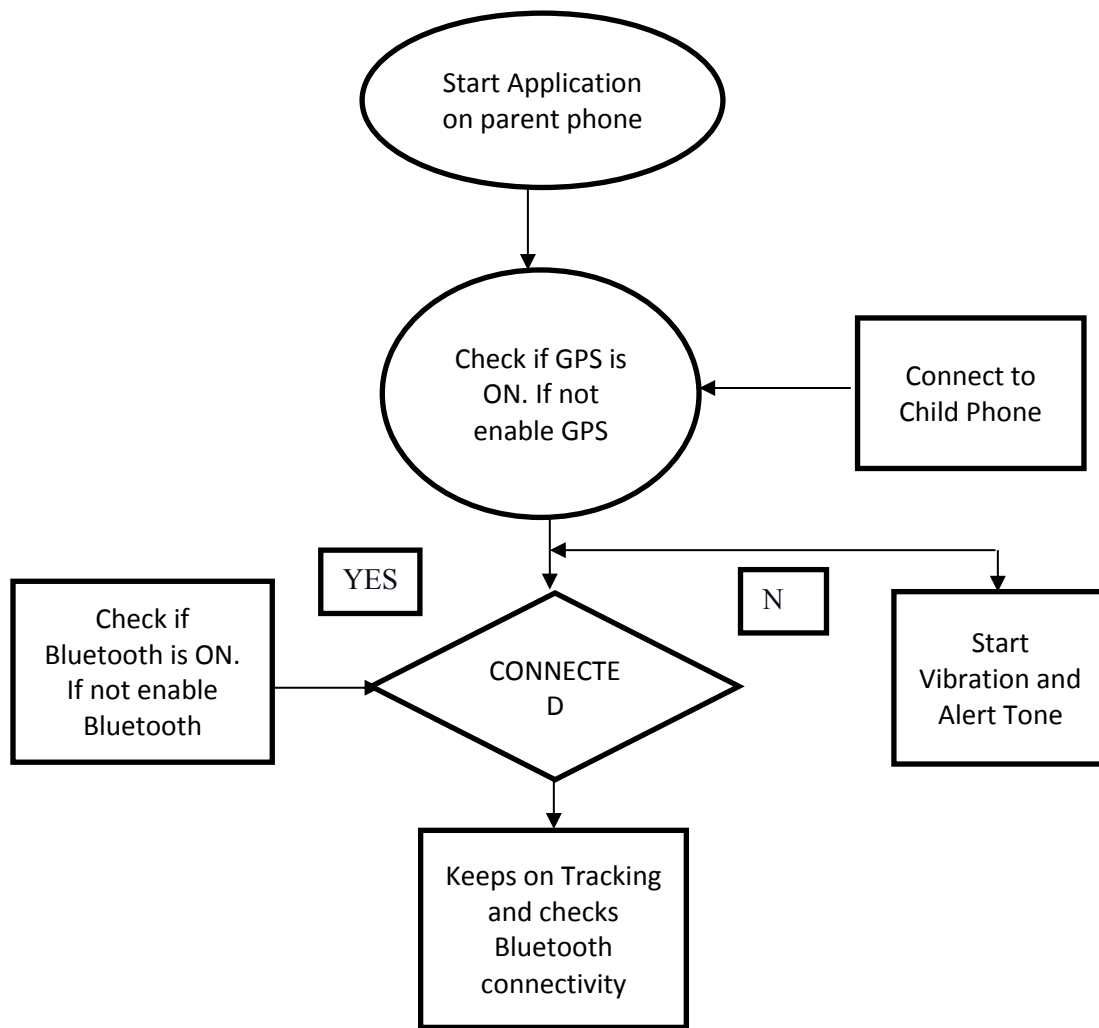 Start Application
on parent phone
Check if GPS is
ON. If not
enable GPS
Connect to
Child Phone
YES
N
Check if
Bluetooth is ON.
If not enable
Bluetooth
CONNECTE
D
Start
Vibration and
Alert Tone
Keeps on Tracking
and checks
Bluetooth
connectivity